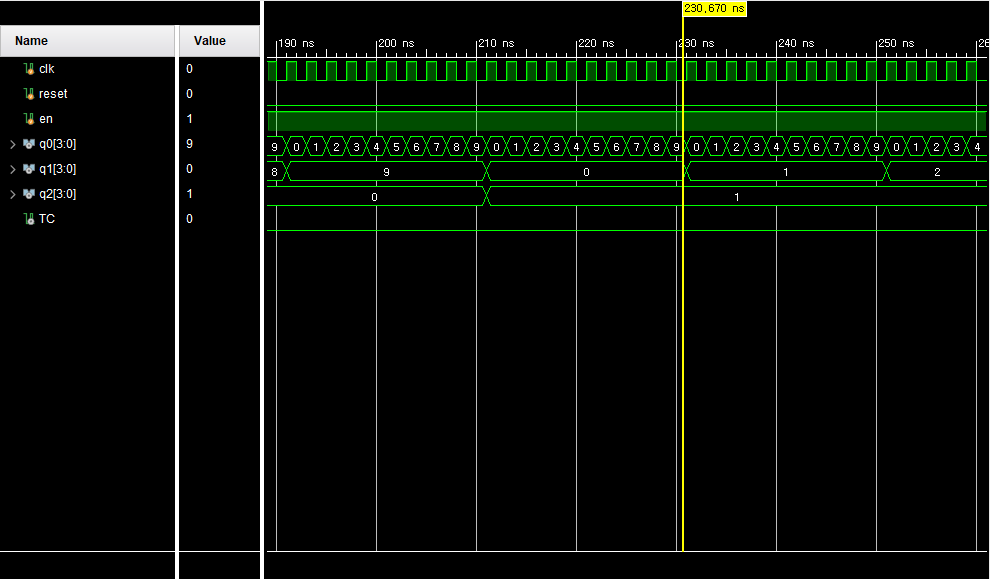 230,670 ns
Name Value
190 ns 200 ns 210 ns 220 ns 230 ns 240 ns 250 ns 26
clk 0
reset 0
en 1
q0[3:0] 9 9 0 1 2 3 4 5 6 7 8 9 0 1 2 3 4 5 6 7 8 9 0 1 2 3 4 5 6 7 8 9 0 1 2 3 4
q1[3:0] 0 8 9 0 1 2
q2[3:0] 1 0 1
TC 0